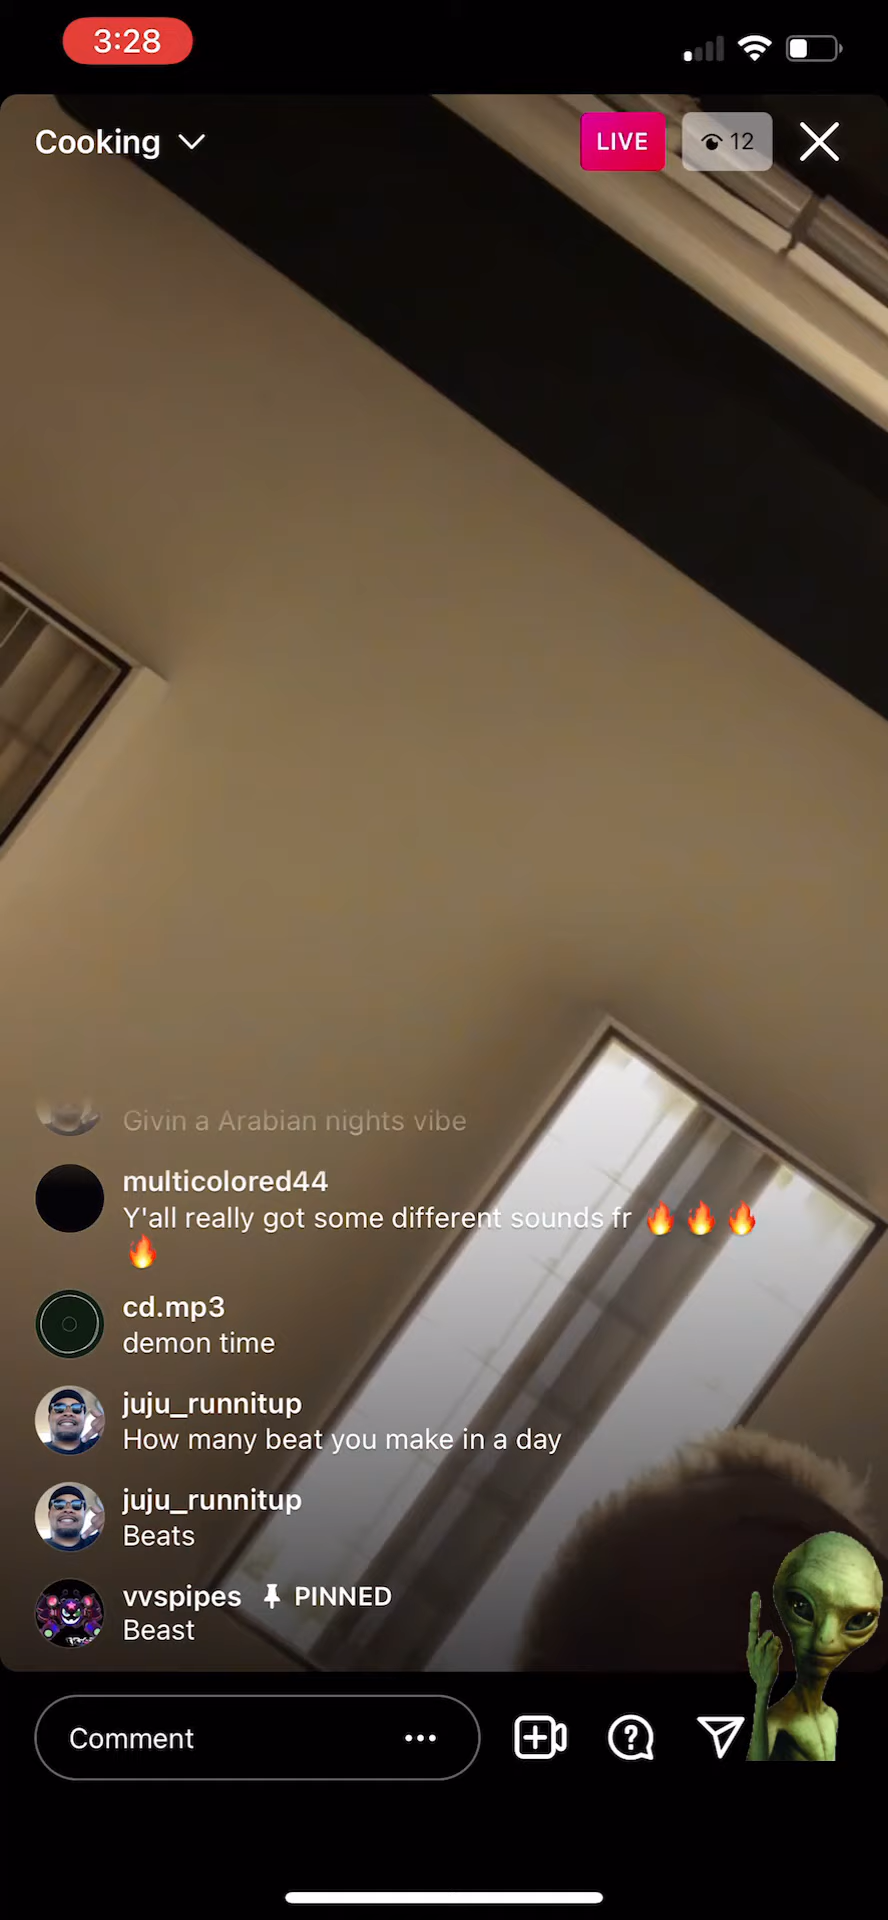 3:28
Cooking
LIVE
12
Givin a Arabian nights vibe
multicolored44
Y'all really got some different sounds fr 🔥 🔥 🔥
🔥
cd.mp3
demon time
juju_runnitup
How many beat you make in a day
juju_runnitup
Beats
vvspipes PINNED
Beast
Comment